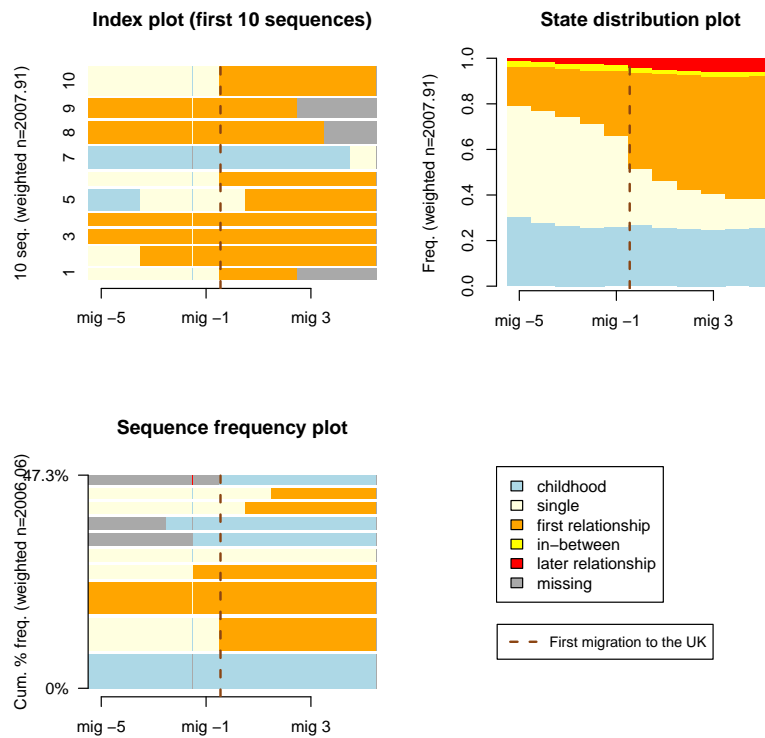 Index plot (first 10 sequences)
10 seq. (weighted n=2007.91)
10
9
8
7
5
3
1
mig −5
mig −1
mig 3
State distribution plot
Freq. (weighted n=2007.91)
1.0
0.8
0.6
0.4
0.2
0.0
mig −5
mig −1
mig 3
Sequence frequency plot
Cum. % freq. (weighted n=2006.06)
47.3%
0%
mig −5
mig −1
mig 3
childhood
single
first relationship
in−between
later relationship
missing
First migration to the UK